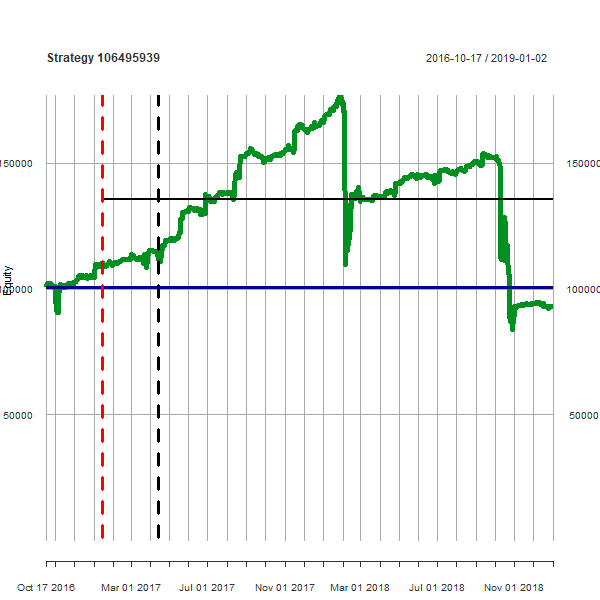 Strategy 106495939
2016-10-17 / 2019-01-02
150000
150000
Equity
100000
100000
50000
50000
Oct 17 2016
Mar 01 2017
Jul 01 2017
Nov 01 2017
Mar 01 2018
Jul 01 2018
Nov 01 2018